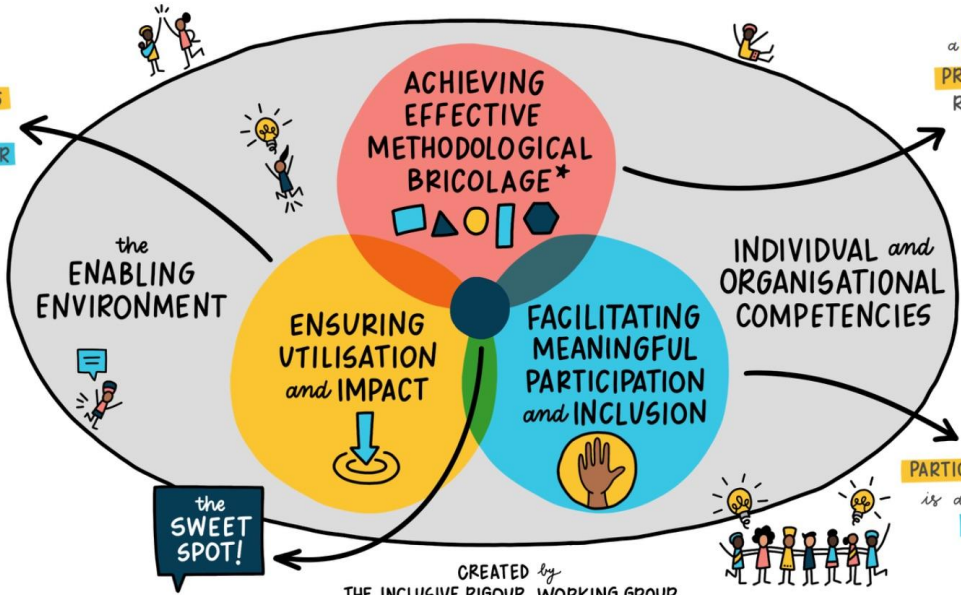 ACHIEVING
EFFECTIVE
METHODOLOGICAL
BRICOLAGE*
the
ENABLING
ENVIRONMENT
INDIVIDUAL and
ORGANISATIONAL
COMPETENCIES
ENSURING
UTILISATION
and IMPACT
FACILITATING
MEANINGFUL
PARTICIPATION
and INCLUSION
the
SWEET
SPOT!
a
is
CREATED by
THE INCLUSIVE RIGOUR WORKING GROUP